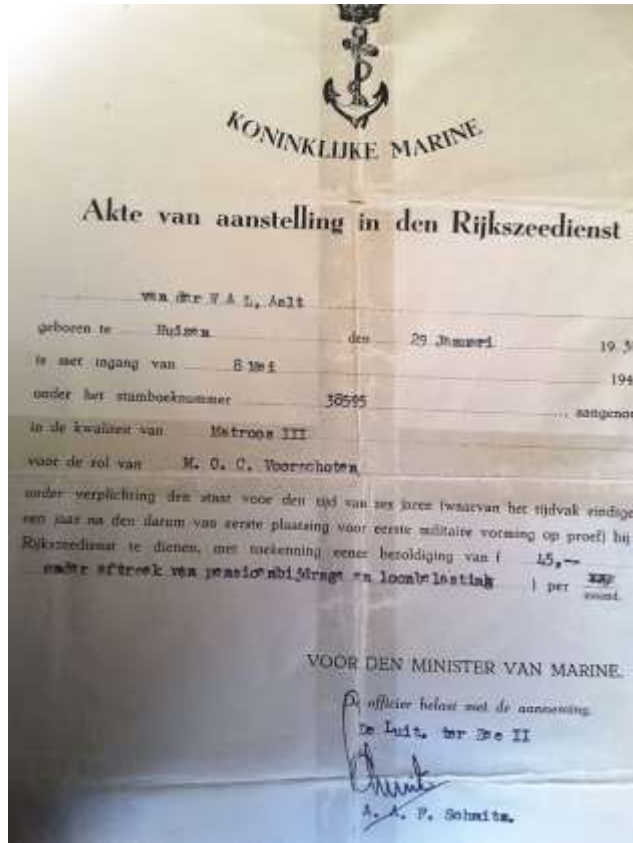 KONINKLIJKE MARINE
Akte van aanstelling in den Rijkszeedienst
van der W A L, Aalt
geboren te Huizen den 29 Januari 19
is met ingang van 8 Mei 194
onder het stamboeknummer 38595 aangenom
in de kwaliteit van Matroos III
voor de rol van M. O. C. Voorschoten
onder verplichting den staat voor den tijd van zes jaren (waarvan het tijdvak eindige
een jaar na den datum van eerste plaatsing voor eerste militaire vorming op proef) bij
Rijkszeedienst te dienen, met toekenning eener bezoldiging van f 45,--
onder aftrek van pensioenbijdrage en loonbelasting ) per
maand.
VOOR DEN MINISTER VAN MARINE,
De officier belast met de aanneming,
De Luit. ter Zee II
A. A. F. Schmitz.